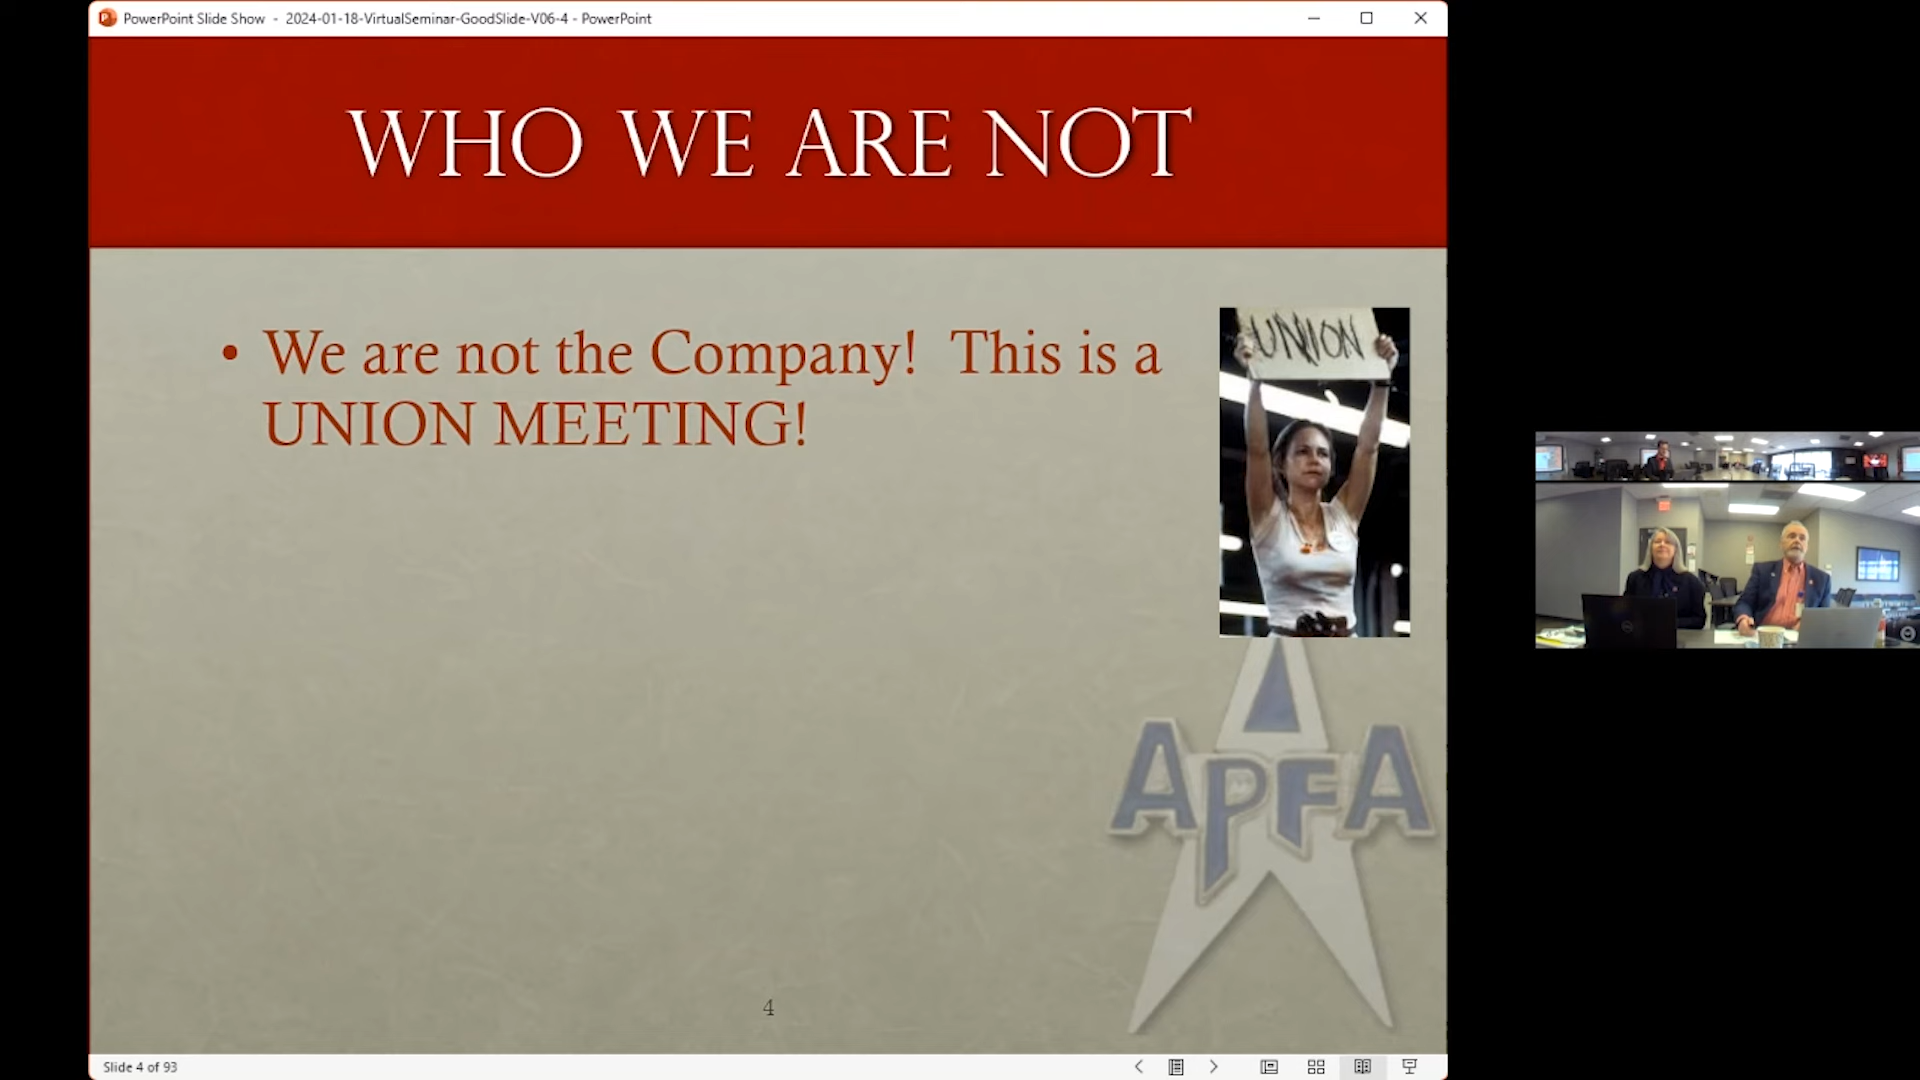 PowerPoint Slide Show - 2024-01-18-VirtualSeminar-GoodSlide-V06-4 - PowerPoint
WHO WE ARE NOT
• We are not the Company! This is a
UNION MEETING!
UNION
APFA
4
Slide 4 of 93